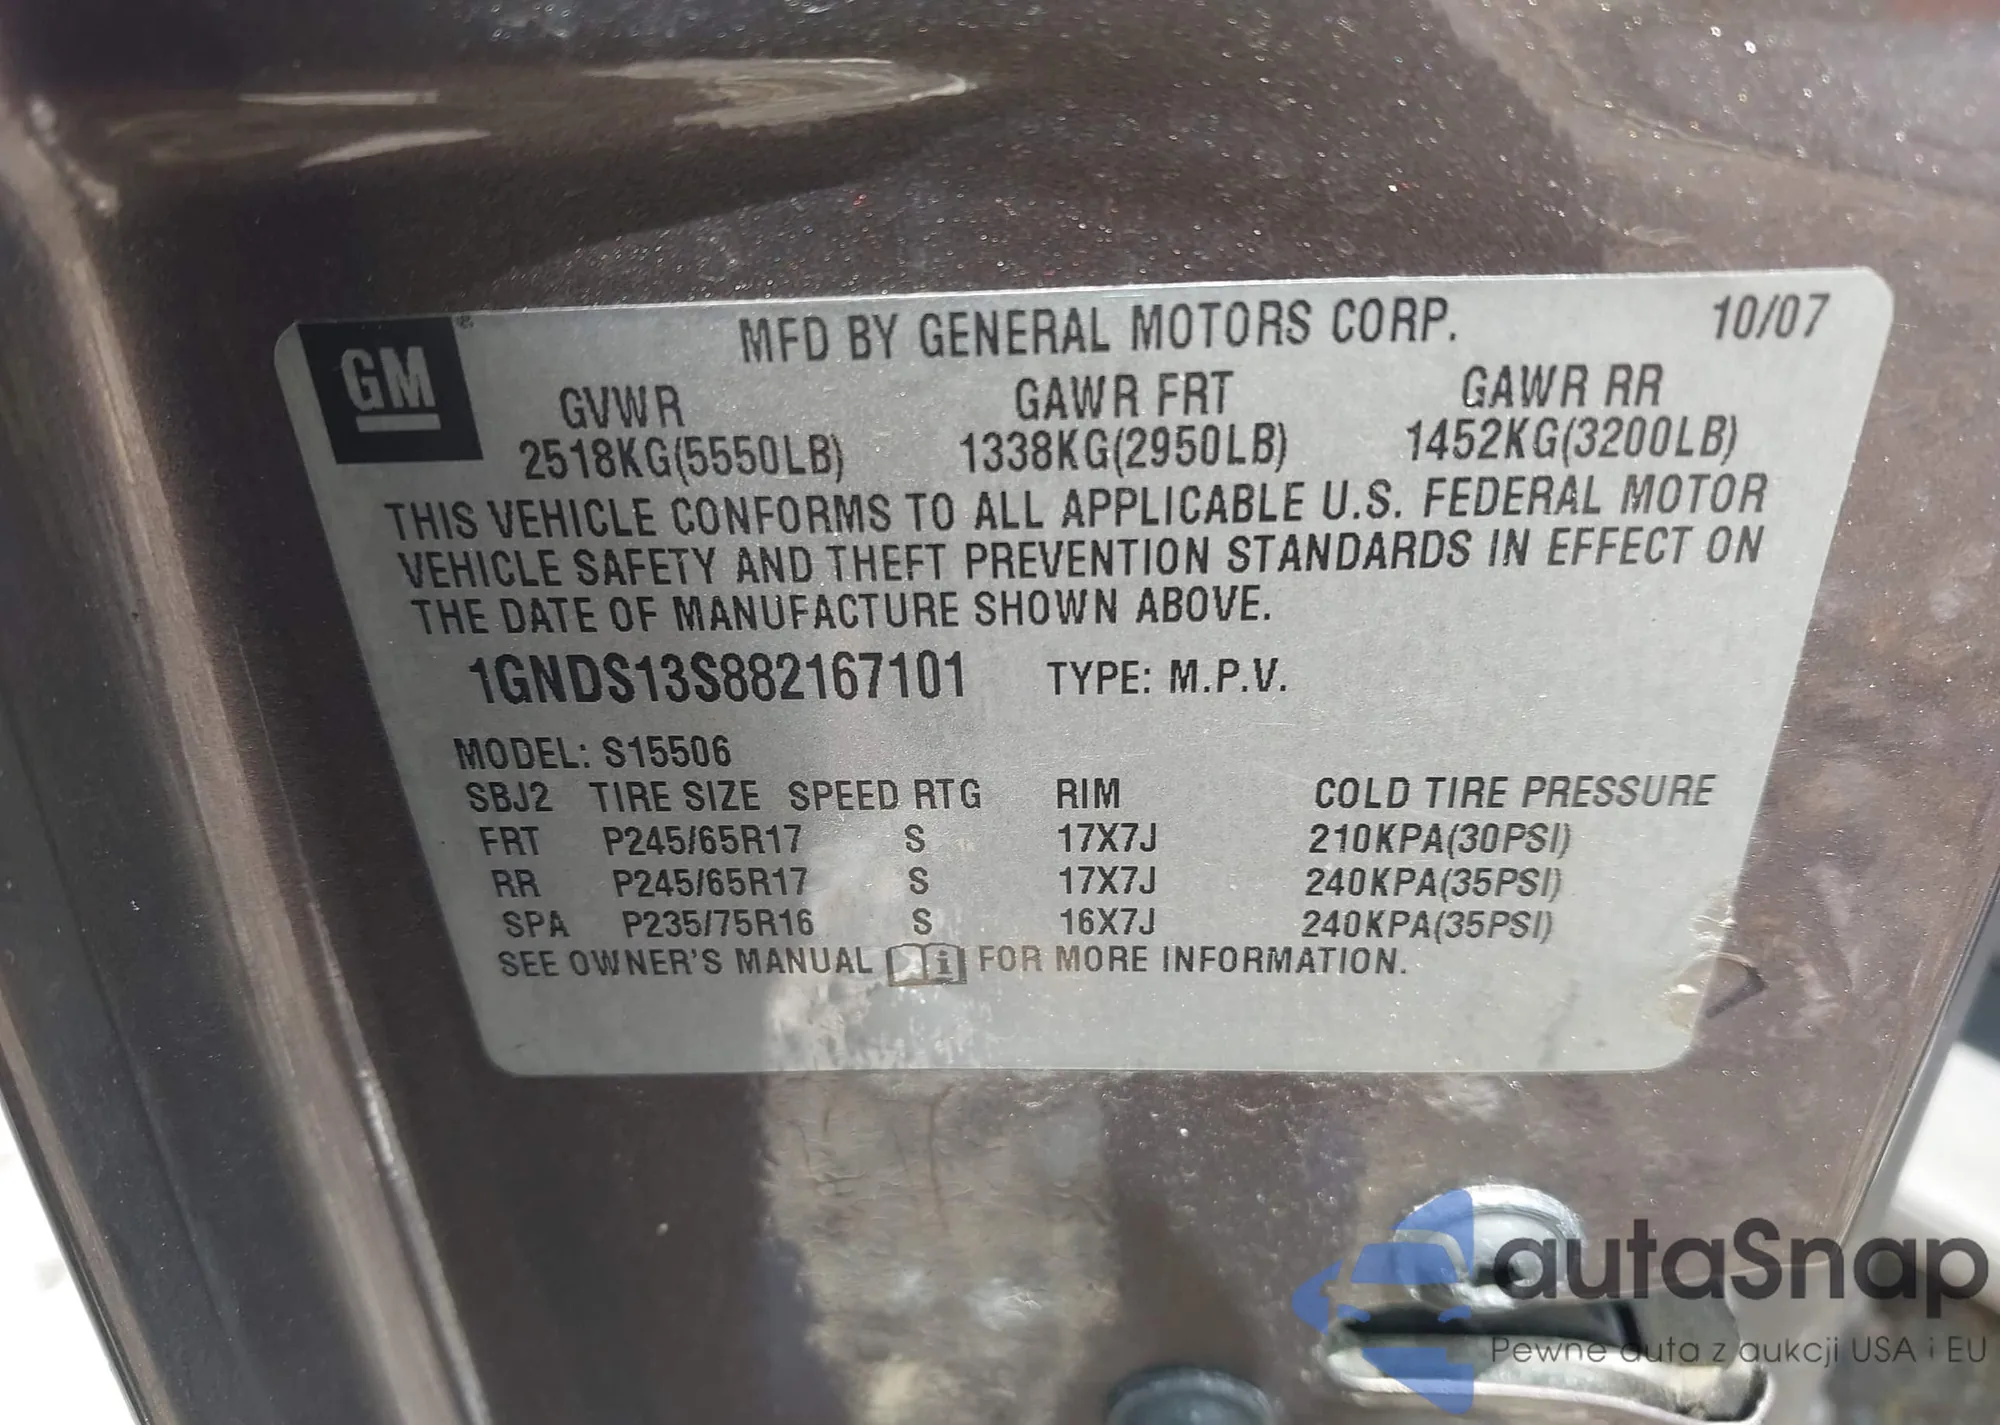 GM
MFD BY GENERAL MOTORS CORP. 10/07
GVWR GAWR FRT GAWR RR
2518KG(5550LB) 1338KG(2950LB) 1452KG(3200LB)
THIS VEHICLE CONFORMS TO ALL APPLICABLE U.S. FEDERAL MOTOR
VEHICLE SAFETY AND THEFT PREVENTION STANDARDS IN EFFECT ON
THE DATE OF MANUFACTURE SHOWN ABOVE.
1GNDS13S882167101 TYPE: M.P.V.
MODEL: S15506
SBJ2 TIRE SIZE SPEED RTG RIM COLD TIRE PRESSURE
FRT P245/65R17 S 17X7J 210KPA(30PSI)
RR P245/65R17 S 17X7J 240KPA(35PSI)
SPA P235/75R16 S 16X7J 240KPA(35PSI)
SEE OWNER'S MANUAL i FOR MORE INFORMATION.
autaSnap
Pewne auta z aukcji USA i EU